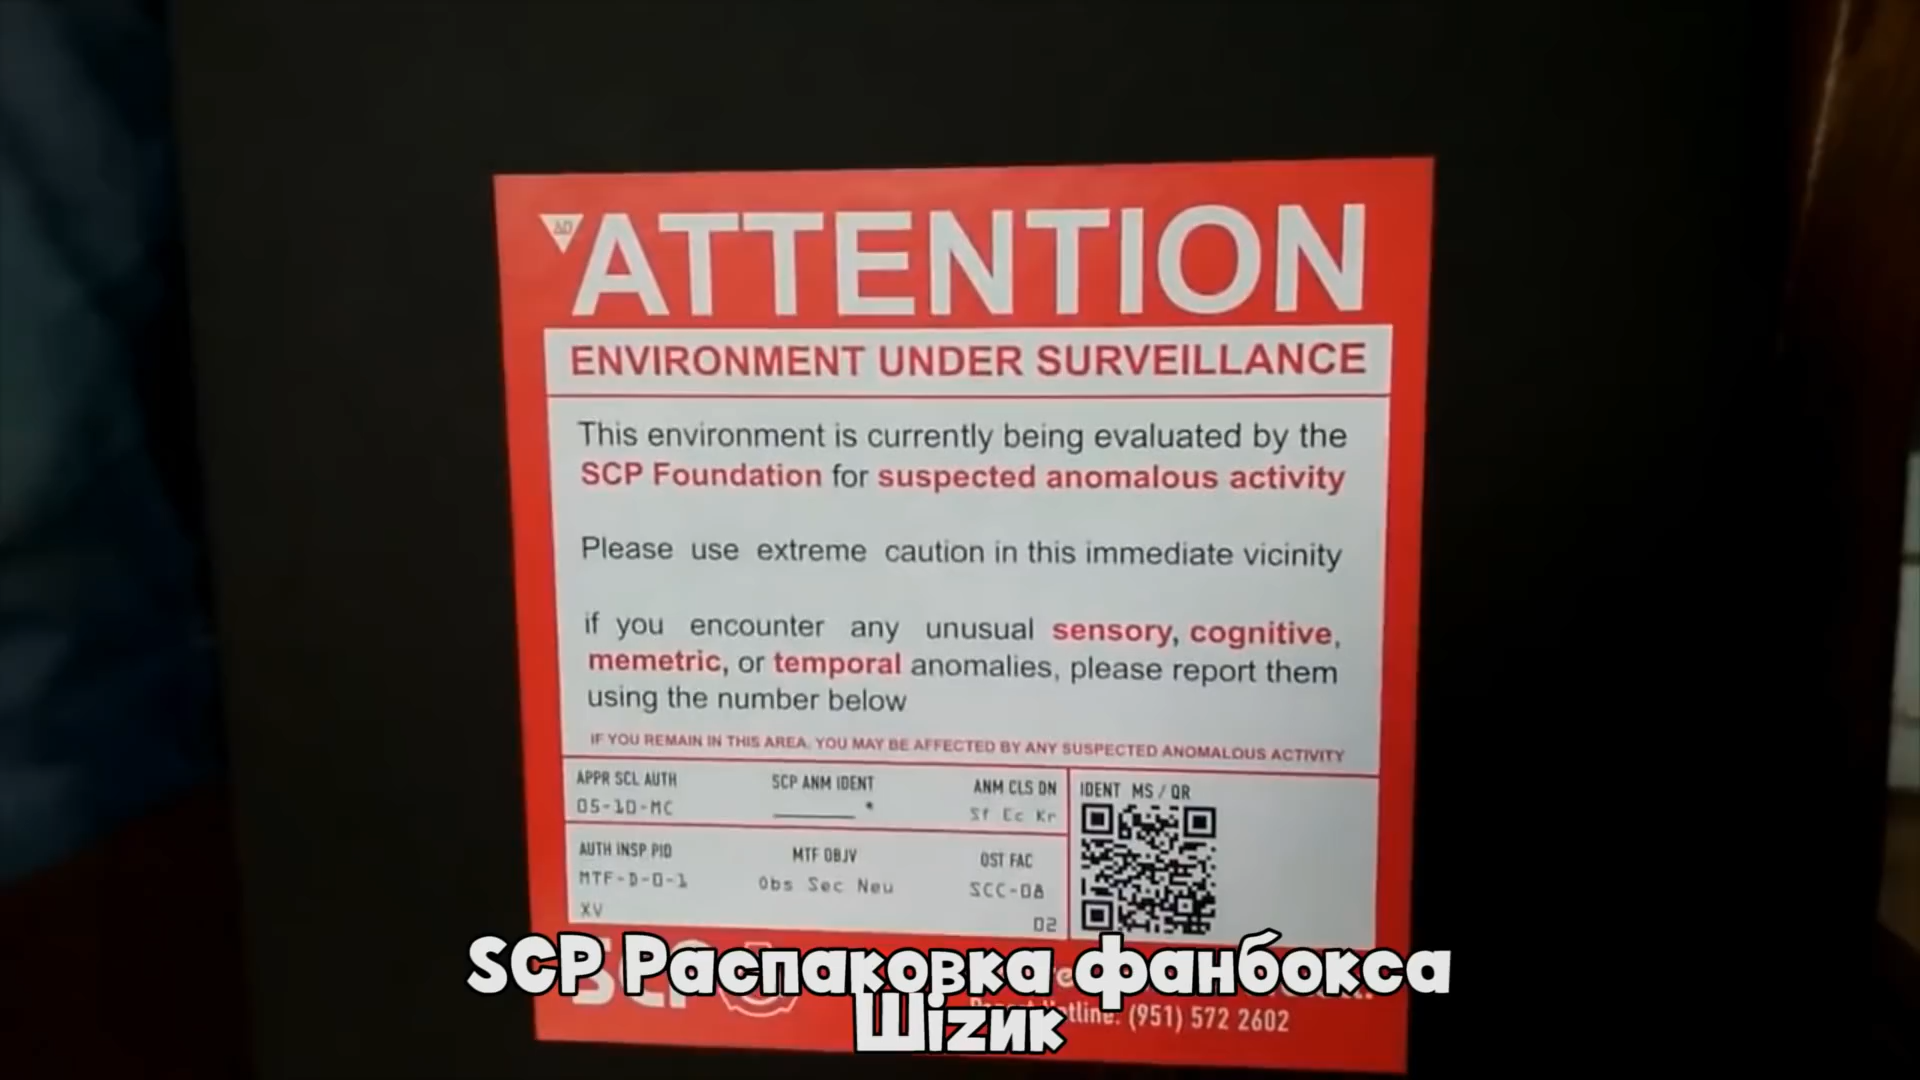 ATTENTION
ENVIRONMENT UNDER SURVEILLANCE
This environment is currently being evaluated by the
SCP Foundation for suspected anomalous activity
Please use extreme caution in this immediate vicinity
if you encounter any unusual sensory, cognitive,
memetric, or temporal anomalies, please report them
using the number below
IF YOU REMAIN IN THIS AREA, YOU MAY BE AFFECTED BY ANY SUSPECTED ANOMALOUS ACTIVITY
APPR SCL AUTH SCP ANM IDENT ANM CLS DN IDENT MS / QR
05-10-MC ______* Sf Ec Kr
AUTH INSP PID MTF OBJV OST FAC
MTF-D-0-1 Obs Sec Neu SCC-08
XV 02
SCP
SCP Распаковка фанбокса
Шizик
(951) 572 2602